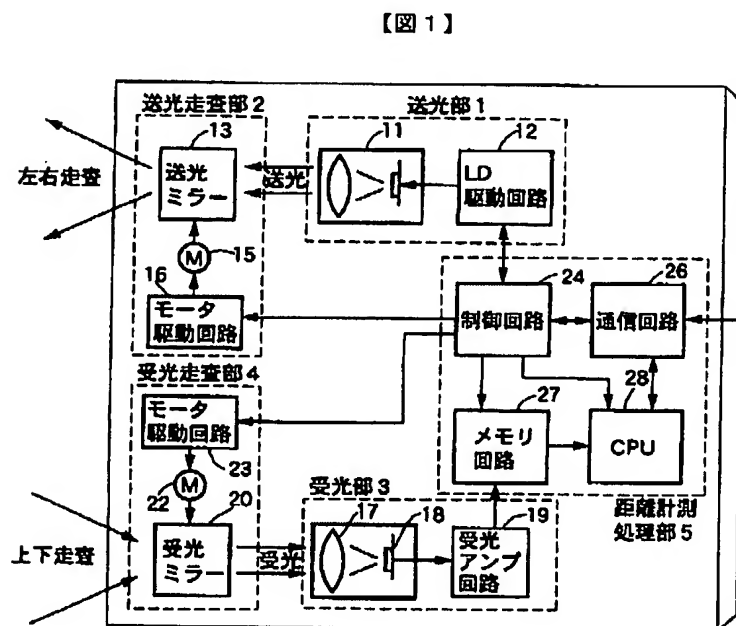 【図1】
送光走査部2
送光部1
13
11
12
送光
ミラー
送光
LD
駆動回路
左右走査
M
15
16
モータ
駆動回路
24
26
制御回路
通信回路
受光走査部4
モータ
駆動回路
23
27
28
メモリ
回路
CPU
22
M
20
受光部3
17
18
19
距離計測
処理部5
受光
ミラー
受光
受光
アンプ
回路
上下走査